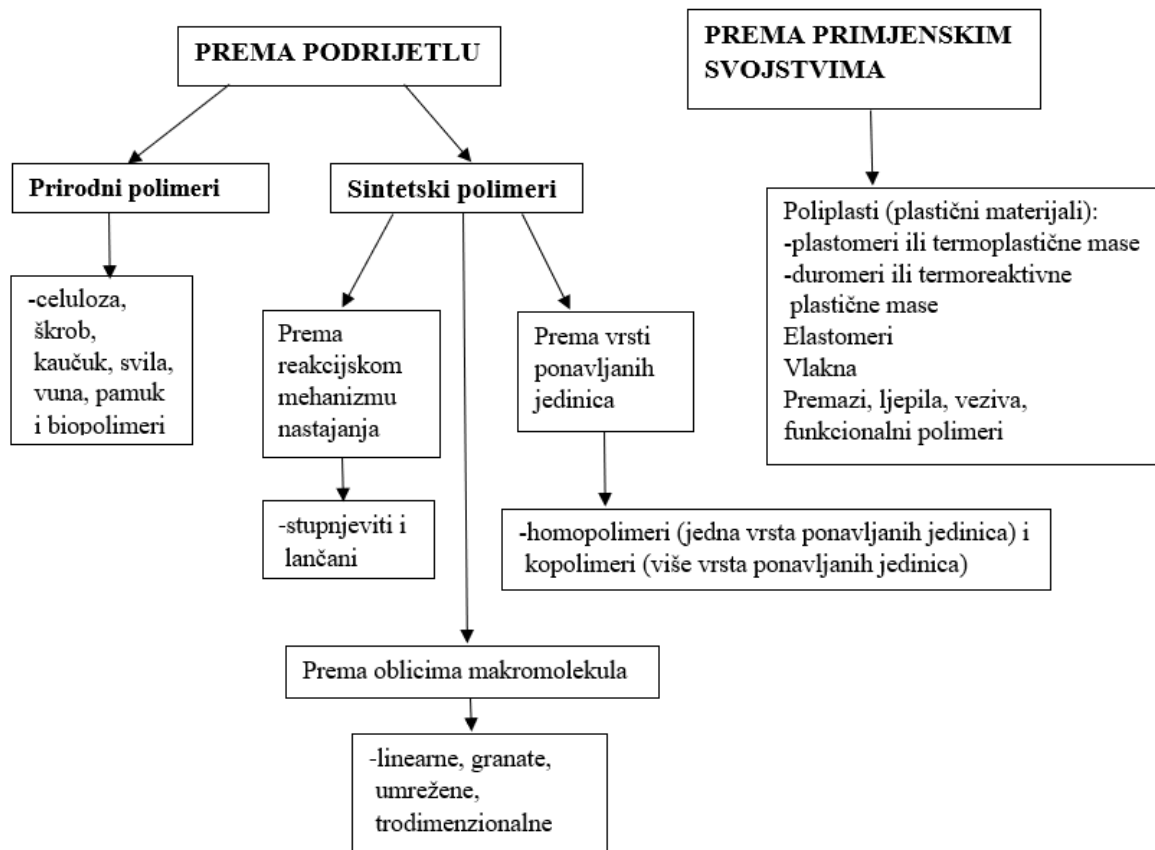 PREMA PODRIJETLU
PREMA PRIMJENSKIM
SVOJSTVIMA
Prirodni polimeri
Sintetski polimeri
-celuloza,
škrob,
kaučuk, svila,
vuna, pamuk
i biopolimeri
Prema
reakcijskom
mehanizmu
nastajanja
Prema vrsti
ponavljanih
jedinica
Poliplasti (plastični materijali):
-plastomeri ili termoplastične mase
-duromeri ili termoreaktivne
plastične mase
Elastomeri
Vlakna
Premazi, ljepila, veziva,
funkcionalni polimeri
-stupnjeviti i
lančani
-homopolimeri (jedna vrsta ponavljanih jedinica) i
kopolimeri (više vrsta ponavljanih jedinica)
Prema oblicima makromolekula
-linearne, granate,
umrežene,
trodimenzionalne